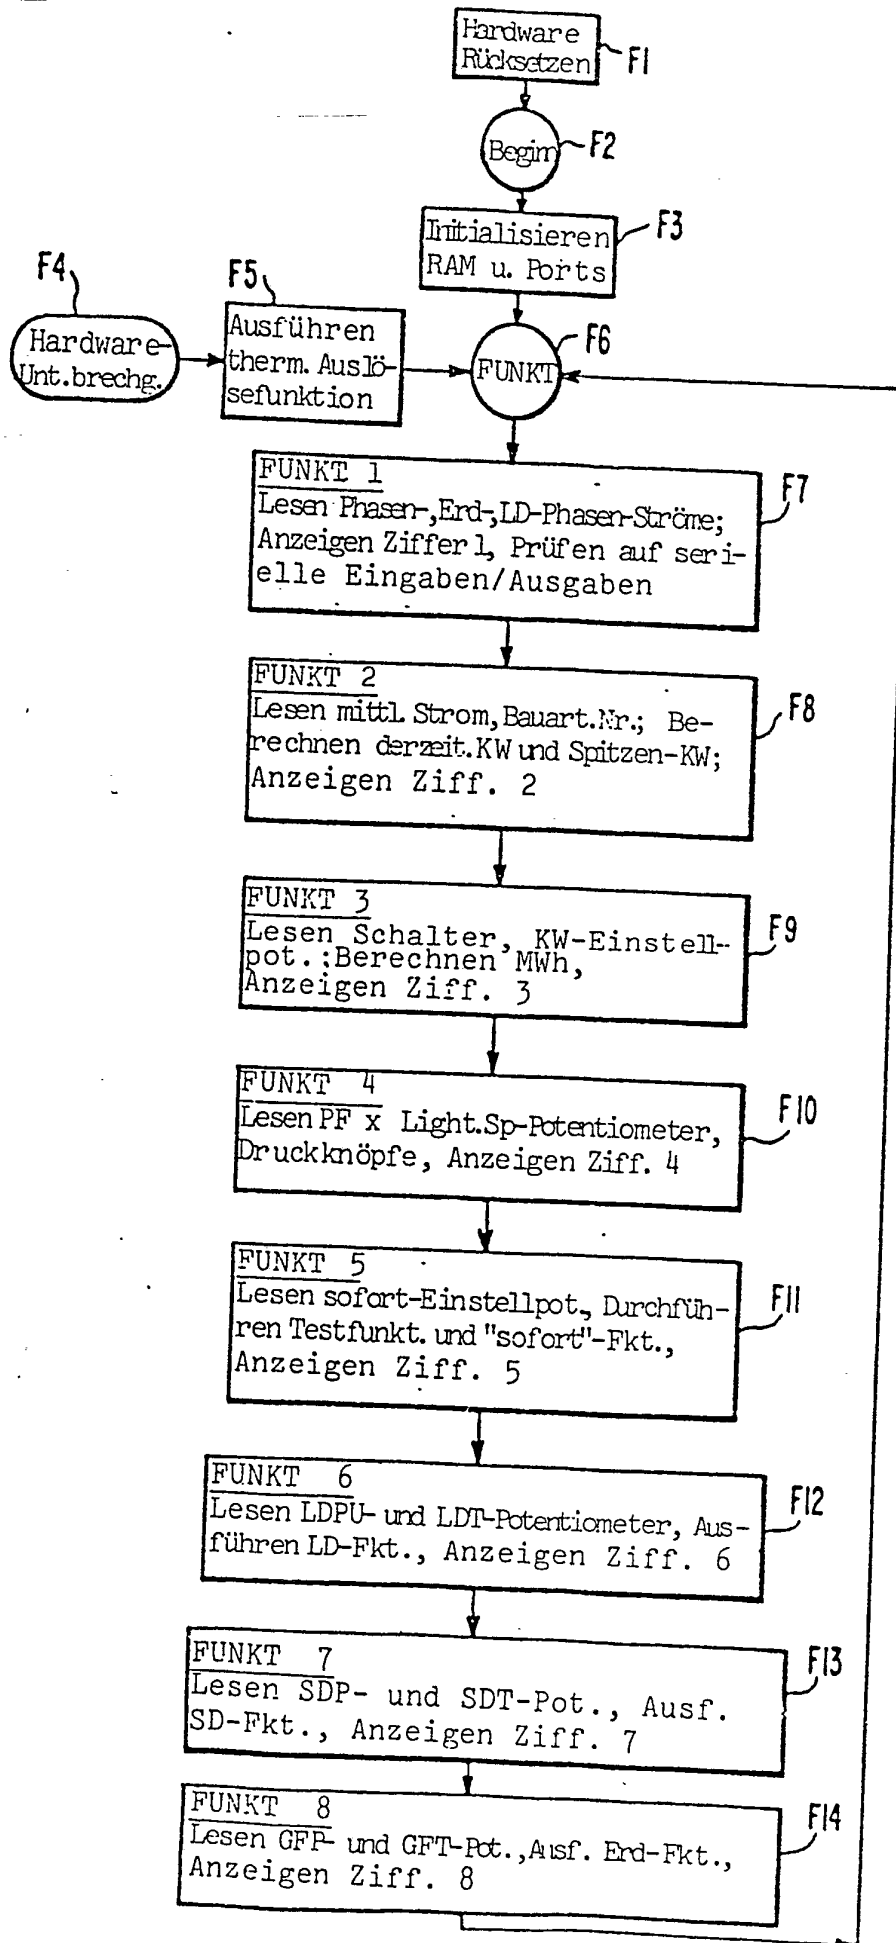 Hardware
Rücksetzen
F1
Begin
F2
Initialisieren
RAM u. Ports
F3
F4
Hardware-
Unt.brechg.
F5
Ausführen
therm. Auslö-
sefunktion
F6
FUNKT
FUNKT 1
Lesen Phasen-,Erd-,LD-Phasen-Ströme;
Anzeigen Ziffer 1, Prüfen auf seri-
elle Eingaben/Ausgaben
F7
FUNKT 2
Lesen mittl. Strom, Bauart.Nr.; Be-
rechnen derzeit.KW und Spitzen-KW;
Anzeigen Ziff. 2
F8
FUNKT 3
Lesen Schalter, KW-Einstell-
pot.;Berechnen MWh,
Anzeigen Ziff. 3
F9
FUNKT 4
Lesen PF x Light.Sp-Potentiometer,
Druckknöpfe, Anzeigen Ziff. 4
F10
FUNKT 5
Lesen sofort-Einstellpot., Durchfüh-
ren Testfunkt. und "sofort"-Fkt.,
Anzeigen Ziff. 5
F11
FUNKT 6
Lesen LDPU- und LDT-Potentiometer, Aus-
führen LD-Fkt., Anzeigen Ziff. 6
F12
FUNKT 7
Lesen SDP- und SDT-Pot., Ausf.
SD-Fkt., Anzeigen Ziff. 7
F13
FUNKT 8
Lesen GFP- und GFT-Pot.,Ausf. Erd-Fkt.,
Anzeigen Ziff. 8
F14